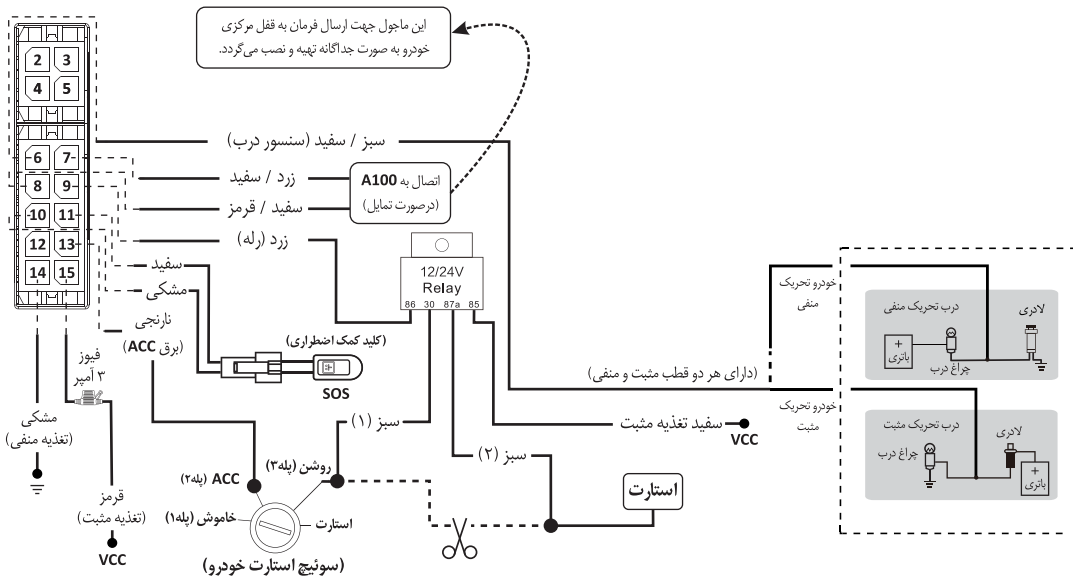 این ماجول جهت ارسال فرمان به قفل مرکزی
خودرو به صورت جداگانه تهیه و نصب می‌گردد.
2 3
4 5
6 7
8 9
10 11
12 13
14 15
سبز / سفید (سنسور درب)
زرد / سفید
سفید / قرمز
اتصال به A100
(درصورت تمایل)
زرد (رله)
سفید
مشکی
نارنجی
(برق ACC)
12/24V
Relay
86 30 87a 85
(کلید کمک اضطراری)
SOS
فیوز
۳ آمپر
مشکی
(تغذیه منفی)
قرمز
(تغذیه مثبت)
VCC
سبز (۱)
سبز (۲)
سفید تغذیه مثبت
VCC
(دارای هر دو قطب مثبت و منفی)
روشن (پله۳)
ACC (پله۲)
خاموش (پله۱)
استارت
(سوئیچ استارت خودرو)
استارت
خودرو تحریک
منفی
درب تحریک منفی
لادری
+
باتری
چراغ درب
خودرو تحریک
مثبت
درب تحریک مثبت
لادری
چراغ درب
+
باتری